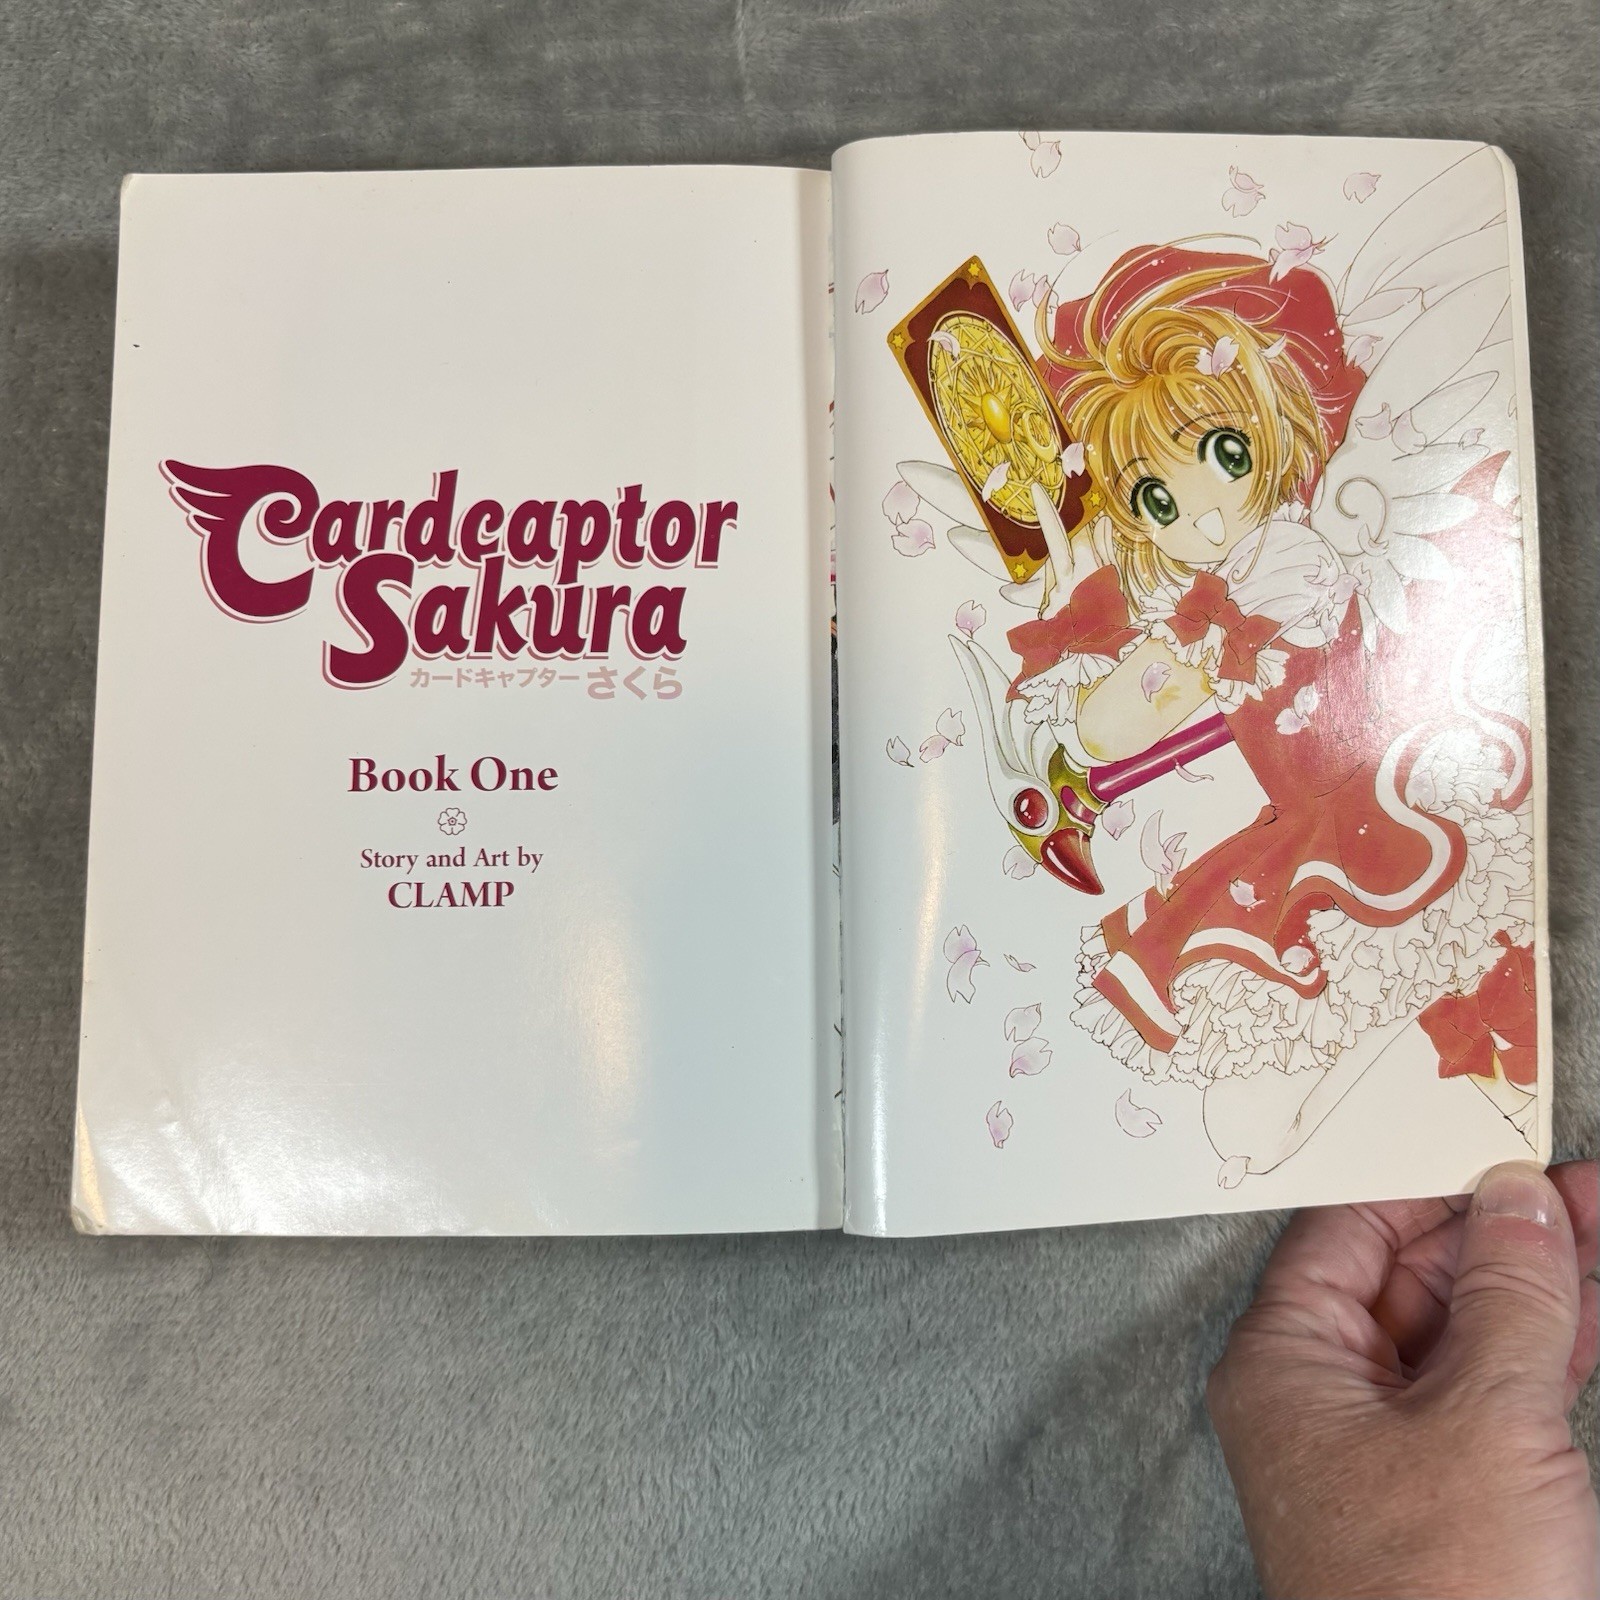 Cardcaptor
Sakura
カードキャプターさくら
Book One
Story and Art by
CLAMP